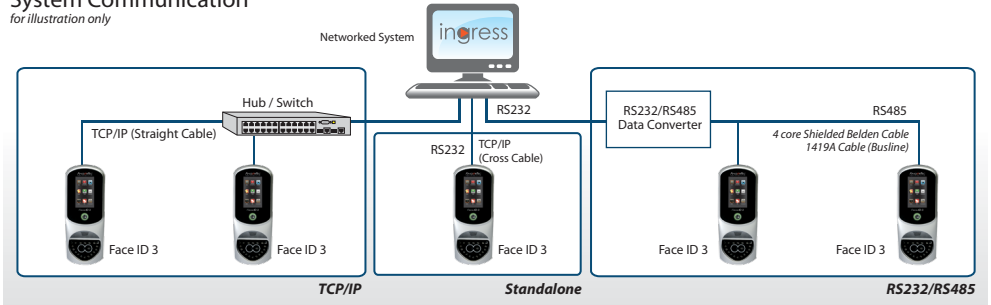 System Communication
for illustration only
Networked System
ingress
Hub / Switch
TCP/IP (Straight Cable)
Face ID 3
Face ID 3
TCP/IP
RS232
RS232
TCP/IP
(Cross Cable)
Face ID 3
Standalone
RS232/RS485
Data Converter
RS485
4 core Shielded Belden Cable
1419A Cable (Busline)
Face ID 3
Face ID 3
RS232/RS485